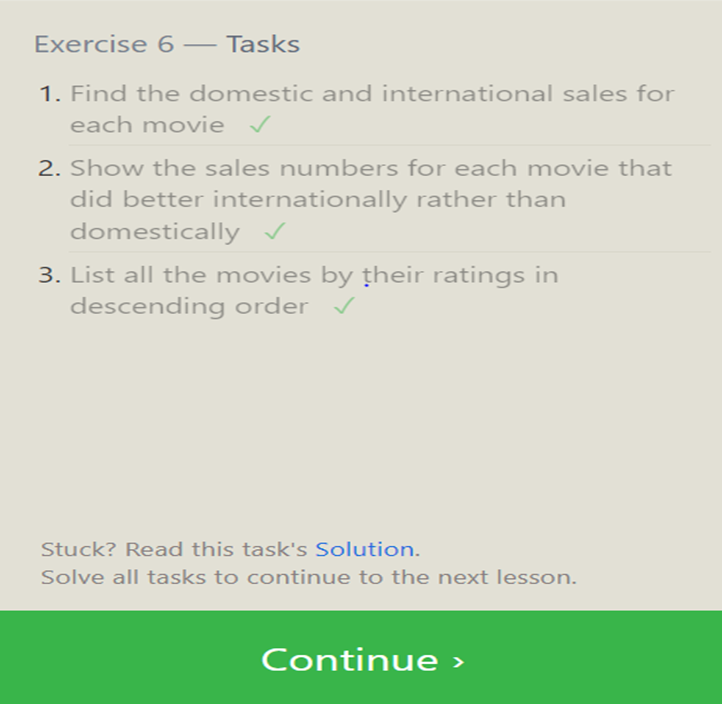 Exercise 6 — Tasks
1. Find the domestic and international sales for
each movie ✓
2. Show the sales numbers for each movie that
did better internationally rather than
domestically ✓
3. List all the movies by their ratings in
descending order ✓
Stuck? Read this task's Solution.
Solve all tasks to continue to the next lesson.
Continue ›